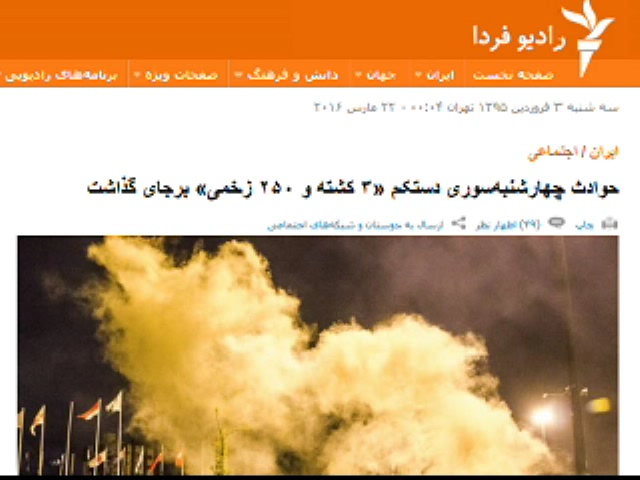 رادیو فردا
صفحه نخست ایران جهان دانش و فرهنگ صفحات ویژه برنامه‌های رادیویی
سه شنبه ۳ فروردین ۱۳۹۵ تهران ۰۰:۰۴ - ۲۲ مارس ۲۰۱۶
ایران / اجتماعی
حوادث چهارشنبه‌سوری دستکم «۳ کشته و ۲۵۰ زخمی» برجای گذاشت
چاپ (۳۹) اظهار نظر ارسال به دوستان و شبکه‌های اجتماعی